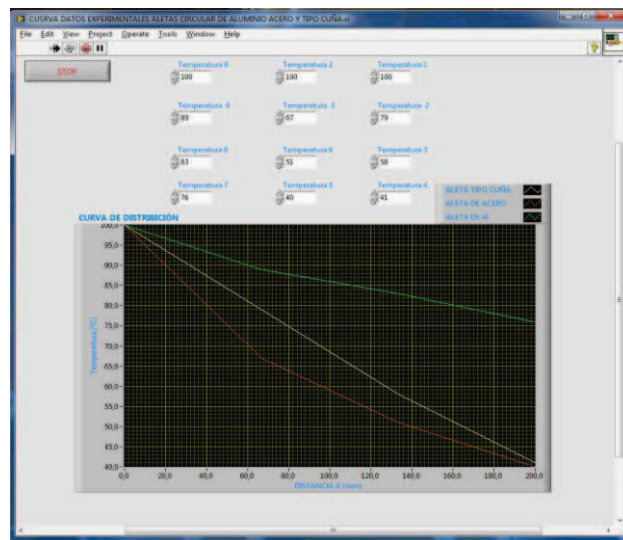 CUSRVA DATOS EXPERIMENTALES ALETAS CIRCULAR DE ALUMINIO ACERO Y TIPO CUÑA.vi
File Edit View Project Operate Tools Window Help
STOP
Temperatura 9 Temperatura 2 Temperatura 1
100 100 100
Temperatura 4 Temperatura 3 Temperatura 2
89 67 79
Temperatura 8 Temperatura 6 Temperatura 3
83 51 58
Temperatura 7 Temperatura 5 Temperatura 4
76 40 41
ALETA TIPO CUÑA
ALETA DE ACERO
ALETA DE Al
CURVA DE DISTRIBICIÓN
100,0
95,0
90,0
85,0
80,0
75,0
70,0
65,0
60,0
55,0
50,0
45,0
40,0
Temperatura [°C]
0,0 20,0 40,0 60,0 80,0 100,0 120,0 140,0 160,0 180,0 200,0
DISTANCIA X (mm)